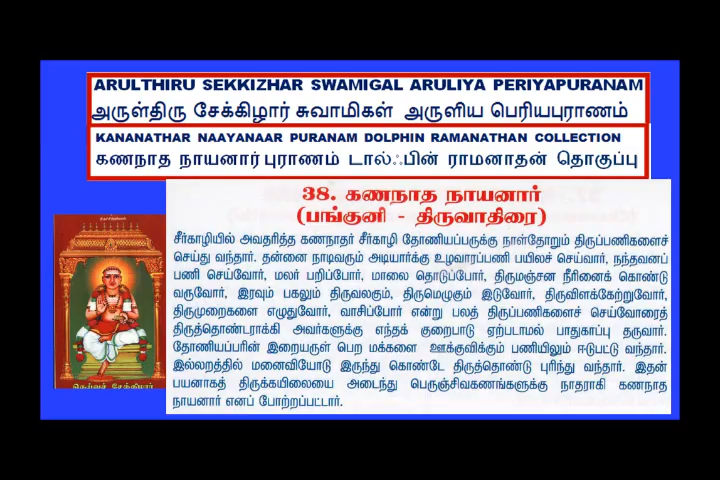 ARULTHIRU SEKKIZHAR SWAMIGAL ARULIYA PERIYAPURANAM
அருள்திரு சேக்கிழார் சுவாமிகள் அருளிய பெரியபுராணம்
KANANATHAR NAAYANAAR PURANAM DOLPHIN RAMANATHAN COLLECTION
கணநாத நாயனார் புராணம் டால்ஃபின் ராமனாதன் தொகுப்பு
38. கணநாத நாயனார்
(பங்குனி - திருவாதிரை)
சீர்காழியில் அவதரித்த கணநாதர் சீர்காழி தோணியப்பருக்கு நாள்தோறும் திருப்பணிகளைச்
செய்து வந்தார். தன்னை நாடிவரும் அடியார்க்கு உழவாரப்பணி பயிலச் செய்வார், நந்தவனப்
பணி செய்வோர், மலர் பறிப்போர், மாலை தொடுப்போர், திருமஞ்சன நீரினைக் கொண்டு
வருவோர், இரவும் பகலும் திருவலகும், திருமெழுகும் இடுவோர், திருவிளக்கேற்றுவோர்,
திருமுறைகளை எழுதுவோர், வாசிப்போர் என்று பலத் திருப்பணிகளைச் செய்வோரைத்
திருத்தொண்டராக்கி அவர்களுக்கு எந்தக் குறைபாடு ஏற்படாமல் பாதுகாப்பு தருவார்.
தோணியப்பரின் இறையருள் பெற மக்களை ஊக்குவிக்கும் பணியிலும் ஈடுபட்டு வந்தார்.
இல்லறத்தில் மனைவியோடு இருந்து கொண்டே திருத்தொண்டு புரிந்து வந்தார். இதன்
பயனாகத் திருக்கயிலையை அடைந்து பெருஞ்சிவகணங்களுக்கு நாதராகி கணநாத
நாயனார் எனப் போற்றப்பட்டார்.
தெய்வச் சேக்கிழார்